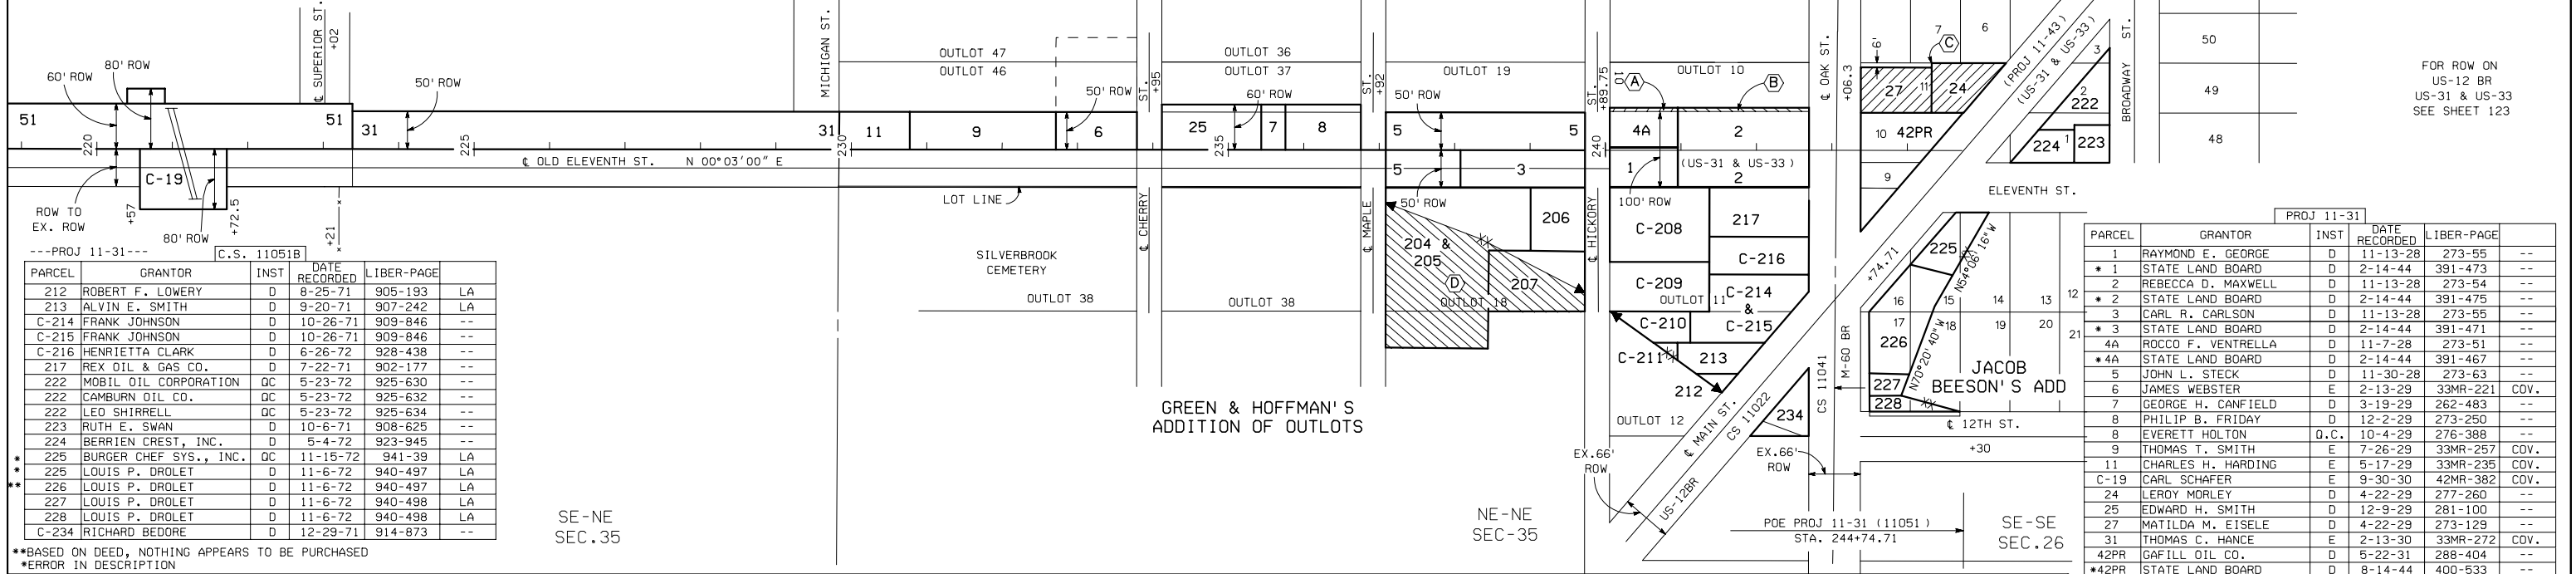 ℄ SUPERIOR ST.
+02
MICHIGAN ST.
OUTLOT 47
OUTLOT 46
ST.
+95
OUTLOT 36
OUTLOT 37
ST.
+92
OUTLOT 19
ST.
+89.75
10
OUTLOT 10
A
B
℄ OAK ST.
+06.3
6'
7
6
C
(PROJ 11-43)
(US-31 & US-33)
3
BROADWAY ST.
50
49
48
FOR ROW ON
US-12 BR
US-31 & US-33
SEE SHEET 123
60' ROW
80' ROW
50' ROW
50' ROW
60' ROW
50' ROW
51
51
31
31
11
9
6
25
7
8
5
5
4A
2
27
11
24
10
42PR
2
222
1
224
223
220
225
230
235
240
C-19
℄ OLD ELEVENTH ST. N 00°03'00" E
5
3
1
(US-31 & US-33)
2
9
ELEVENTH ST.
ROW TO
EX. ROW
+57
+72.5
80' ROW
+21
LOT LINE
℄ CHERRY
℄ MAPLE
50' ROW
℄ HICKORY
100' ROW
206
204 &
205
D
207
OUTLOT 18
SILVERBROOK
CEMETERY
OUTLOT 38
OUTLOT 38
C-208
217
C-216
C-209
OUTLOT 11
C-214
&
C-215
C-210
C-211
213
212
OUTLOT 12
234
+74.71
CS 11041
M-60 BR
℄ MAIN ST.
CS 11022
US-12BR
EX.66'
ROW
EX.66'
ROW
225
N54°06'16" W
16
15
14
13
12
17
18
19
20
21
226
N70°20'40" W
227
228
JACOB
BEESON'S ADD
℄ 12TH ST.
+30
GREEN & HOFFMAN'S
ADDITION OF OUTLOTS
SE-NE
SEC.35
NE-NE
SEC-35
POE PROJ 11-31 (11051 )
STA. 244+74.71
SE-SE
SEC.26
---PROJ 11-31---
C.S. 11051B
PARCEL GRANTOR INST DATE RECORDED LIBER-PAGE
212 ROBERT F. LOWERY D 8-25-71 905-193 LA
213 ALVIN E. SMITH D 9-20-71 907-242 LA
C-214 FRANK JOHNSON D 10-26-71 909-846 --
C-215 FRANK JOHNSON D 10-26-71 909-846 --
C-216 HENRIETTA CLARK D 6-26-72 928-438 --
217 REX OIL & GAS CO. D 7-22-71 902-177 --
222 MOBIL OIL CORPORATION QC 5-23-72 925-630 --
222 CAMBURN OIL CO. QC 5-23-72 925-632 --
222 LEO SHIRRELL QC 5-23-72 925-634 --
223 RUTH E. SWAN D 10-6-71 908-625 --
224 BERRIEN CREST, INC. D 5-4-72 923-945 --
* 225 BURGER CHEF SYS., INC. QC 11-15-72 941-39 LA
* 225 LOUIS P. DROLET D 11-6-72 940-497 LA
** 226 LOUIS P. DROLET D 11-6-72 940-497 LA
227 LOUIS P. DROLET D 11-6-72 940-498 LA
228 LOUIS P. DROLET D 11-6-72 940-498 LA
C-234 RICHARD BEDORE D 12-29-71 914-873 --
**BASED ON DEED, NOTHING APPEARS TO BE PURCHASED
*ERROR IN DESCRIPTION
PROJ 11-31
PARCEL GRANTOR INST DATE RECORDED LIBER-PAGE
1 RAYMOND E. GEORGE D 11-13-28 273-55 --
* 1 STATE LAND BOARD D 2-14-44 391-473 --
2 REBECCA D. MAXWELL D 11-13-28 273-54 --
* 2 STATE LAND BOARD D 2-14-44 391-475 --
3 CARL R. CARLSON D 11-13-28 273-55 --
* 3 STATE LAND BOARD D 2-14-44 391-471 --
4A ROCCO F. VENTRELLA D 11-7-28 273-51 --
* 4A STATE LAND BOARD D 2-14-44 391-467 --
5 JOHN L. STECK D 11-30-28 273-63 --
6 JAMES WEBSTER E 2-13-29 33MR-221 COV.
7 GEORGE H. CANFIELD D 3-19-29 262-483 --
8 PHILIP B. FRIDAY D 12-2-29 273-250 --
8 EVERETT HOLTON Q.C. 10-4-29 276-388 --
9 THOMAS T. SMITH E 7-26-29 33MR-257 COV.
11 CHARLES H. HARDING E 5-17-29 33MR-235 COV.
C-19 CARL SCHAFER E 9-30-30 42MR-382 COV.
24 LEROY MORLEY D 4-22-29 277-260 --
25 EDWARD H. SMITH D 12-9-29 281-100 --
27 MATILDA M. EISELE D 4-22-29 273-129 --
31 THOMAS C. HANCE E 2-13-30 33MR-272 COV.
42PR GAFILL OIL CO. D 5-22-31 288-404 --
*42PR STATE LAND BOARD D 8-14-44 400-533 --